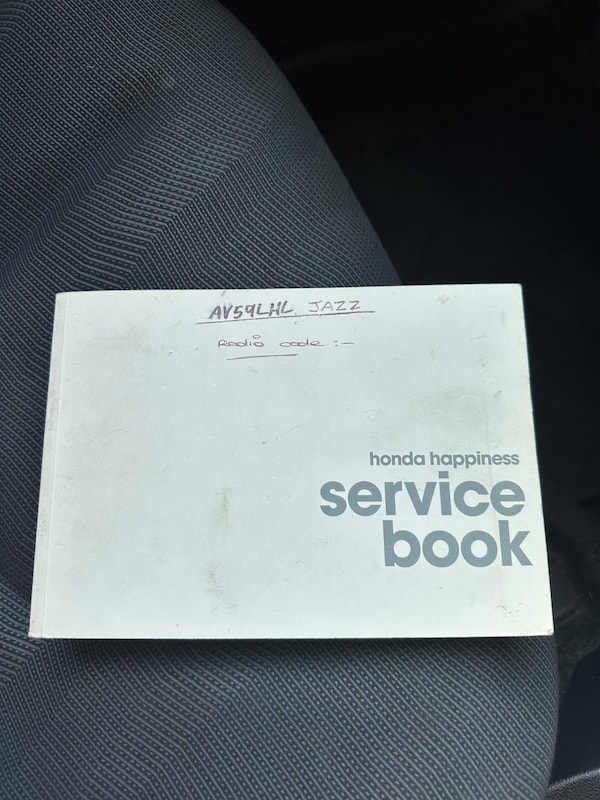 AV59LHL JAZZ
Radio code :-
honda happiness
service
book